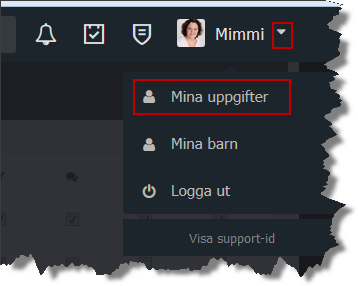 Mimmi
Mina uppgifter
Mina barn
Logga ut
Visa support-id